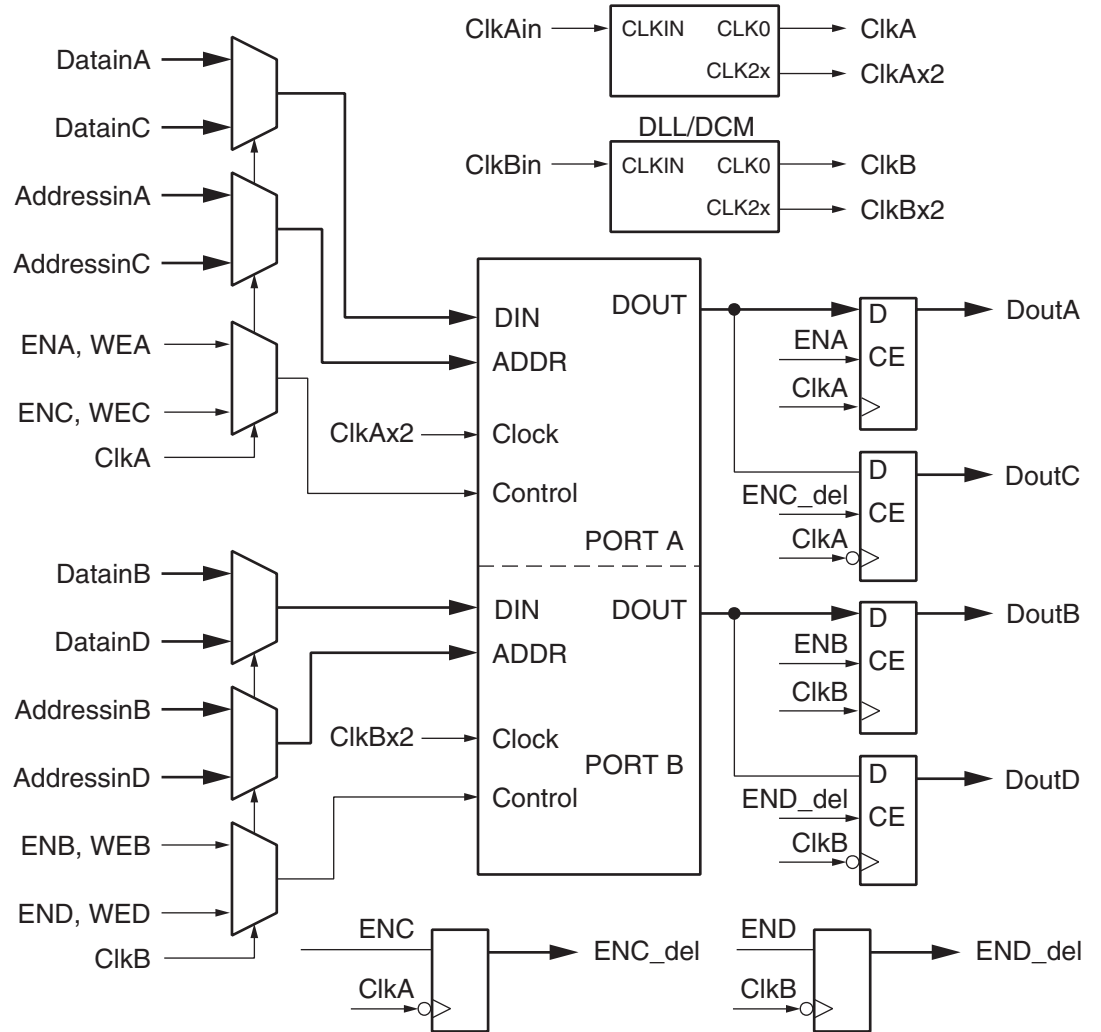 ClkAin
CLKIN
CLK0
ClkA
CLK2x
ClkAx2
DLL/DCM
ClkBin
CLKIN
CLK0
ClkB
CLK2x
ClkBx2
DatainA
DatainC
AddressinA
AddressinC
ENA, WEA
ENC, WEC
ClkA
DIN
ADDR
ClkAx2
Clock
Control
DOUT
PORT A
D
ENA
CE
ClkA
DoutA
D
ENC_del
CE
ClkA
DoutC
DatainB
DatainD
AddressinB
AddressinD
ENB, WEB
END, WED
ClkB
DIN
ADDR
ClkBx2
Clock
Control
DOUT
PORT B
D
ENB
CE
ClkB
DoutB
D
END_del
CE
ClkB
DoutD
ENC
ClkA
ENC_del
END
ClkB
END_del